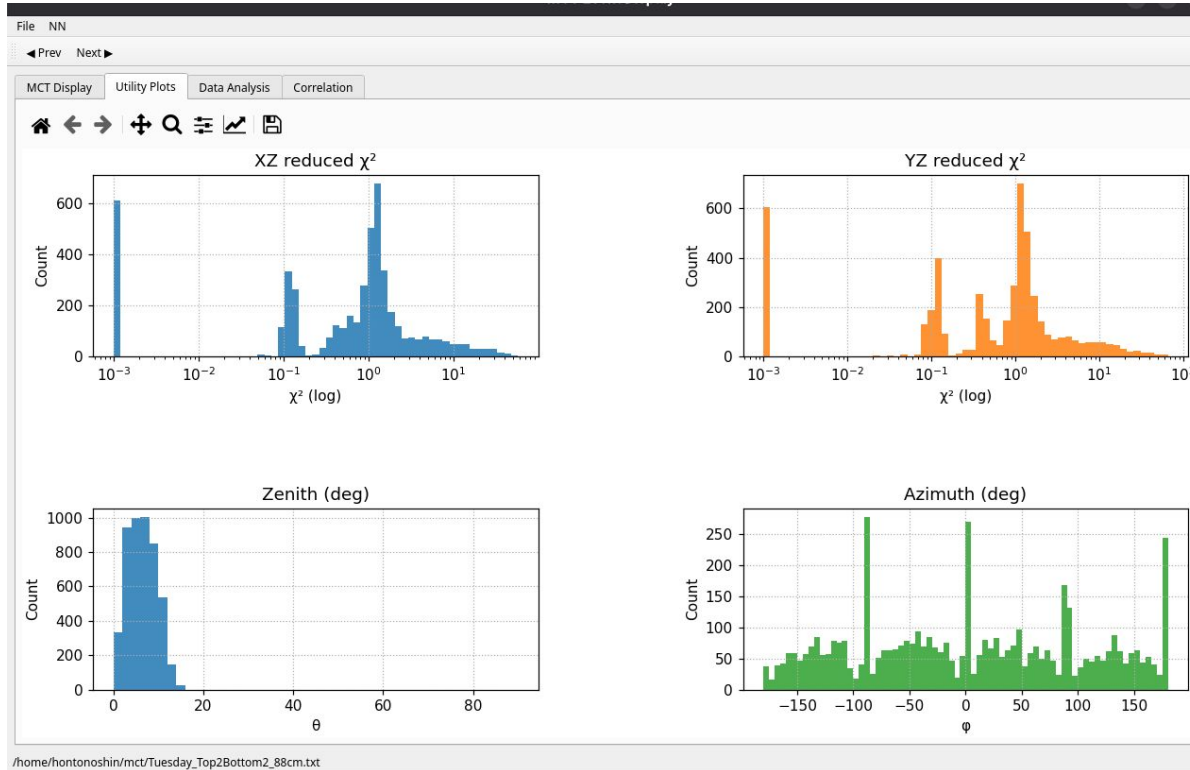 File NN
◀ Prev Next ▶
MCT Display Utility Plots Data Analysis Correlation
XZ reduced χ²
Count
600
400
200
0
10⁻³ 10⁻² 10⁻¹ 10⁰ 10¹
χ² (log)
YZ reduced χ²
Count
600
400
200
0
10⁻³ 10⁻² 10⁻¹ 10⁰ 10¹
χ² (log)
Zenith (deg)
Count
1000
800
600
400
200
0
0 20 40 60 80
θ
Azimuth (deg)
Count
250
200
150
100
50
0
−150 −100 −50 0 50 100 150
φ
/home/hontonoshin/mct/Tuesday_Top2Bottom2_88cm.txt